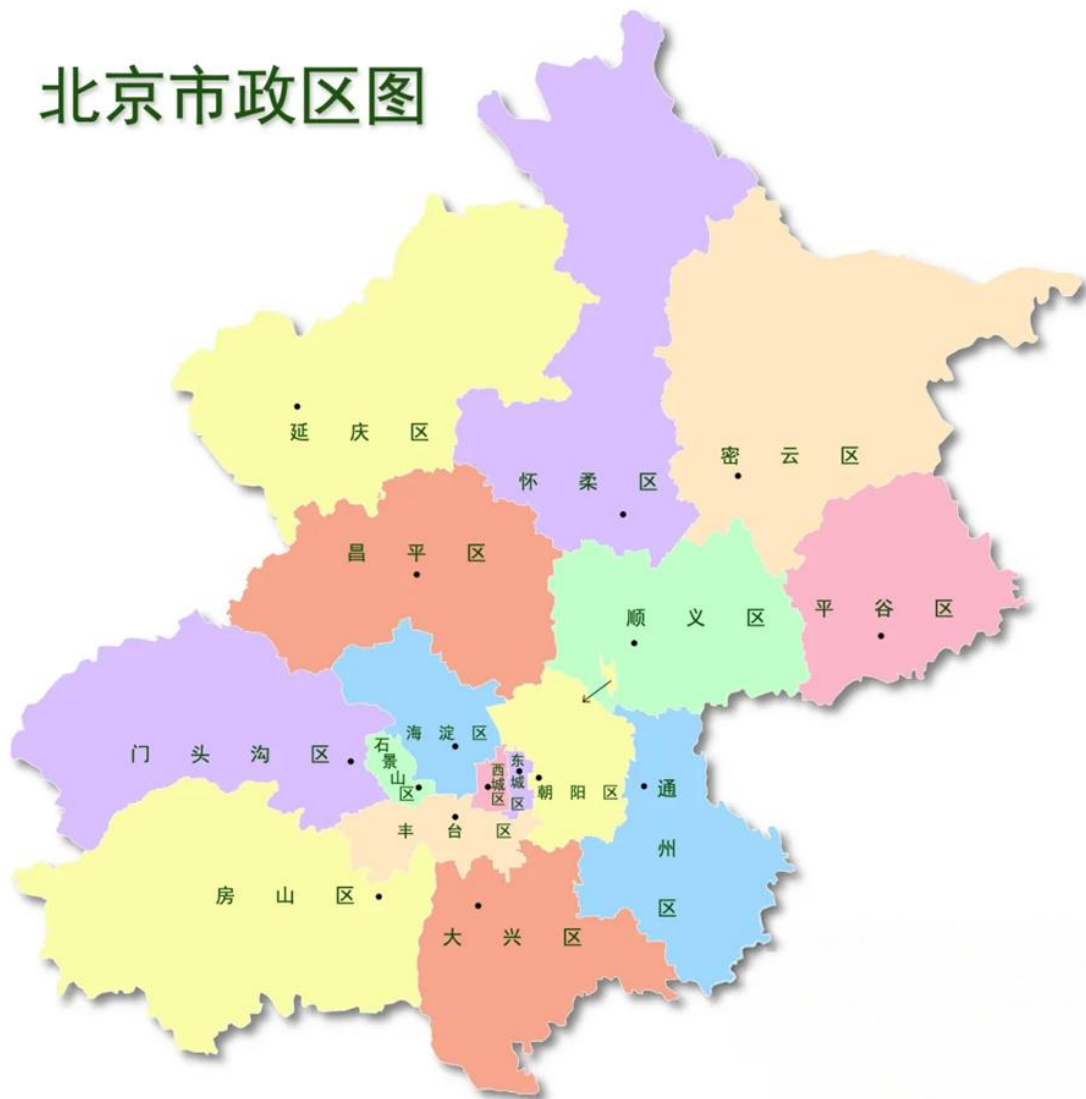 北京市政区图
延庆区
怀柔区
密云区
昌平区
顺义区
平谷区
门头沟区
海淀区
石景山区
西城区
东城区
朝阳区
通州区
丰台区
房山区
大兴区